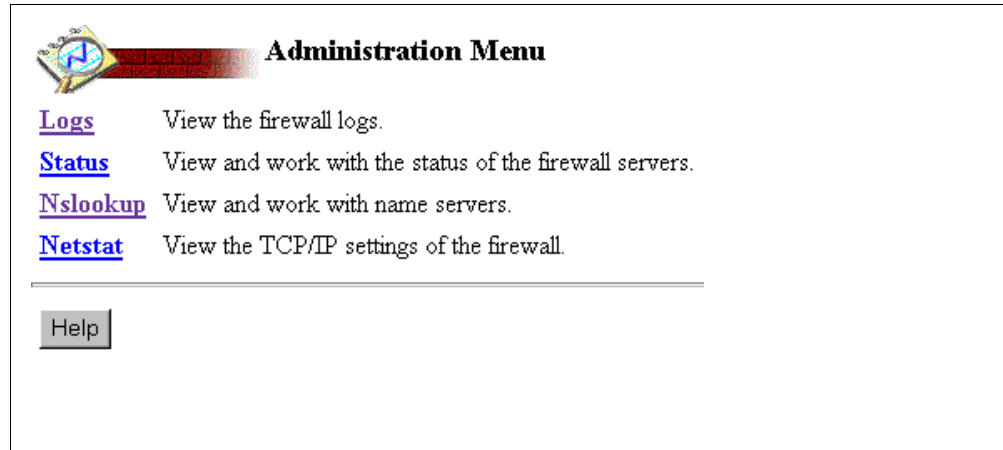 Administration Menu
Logs View the firewall logs.
Status View and work with the status of the firewall servers.
Nslookup View and work with name servers.
Netstat View the TCP/IP settings of the firewall.
Help